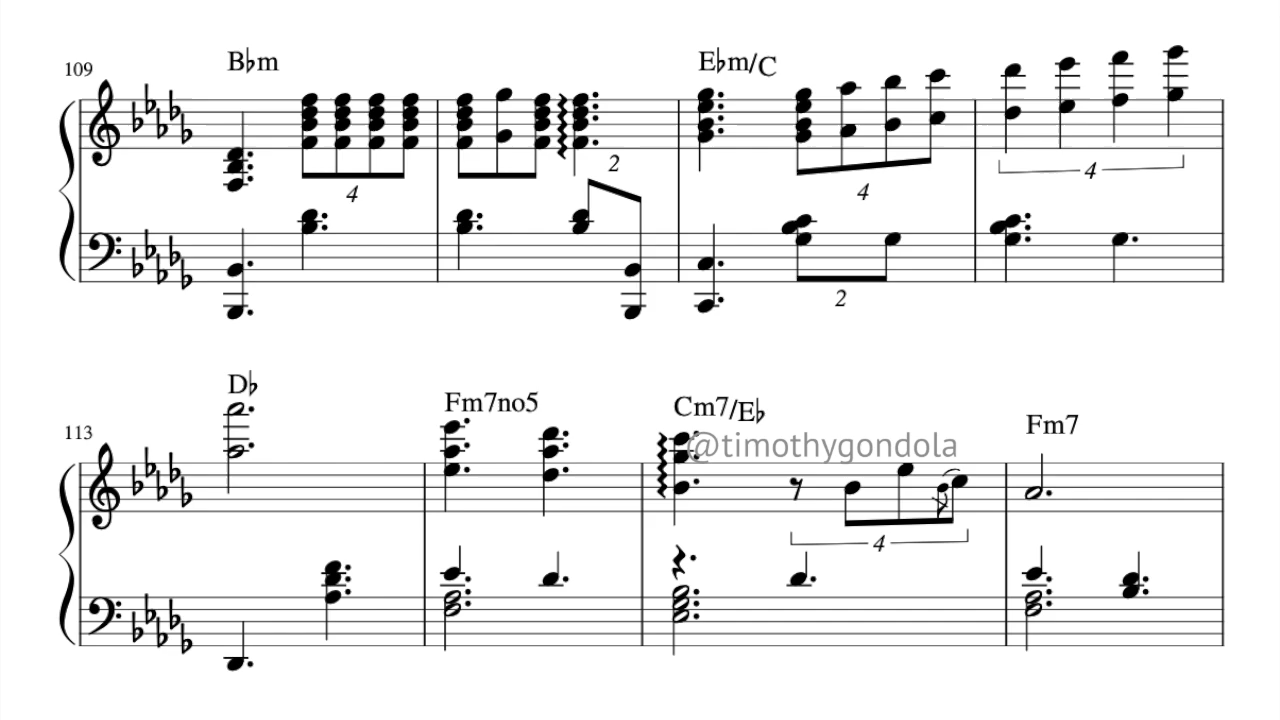 109
B♭m
E♭m/C
4
2
4
4
2
113
D♭
Fm7no5
Cm7/E♭
Fm7
@timothygondola
4